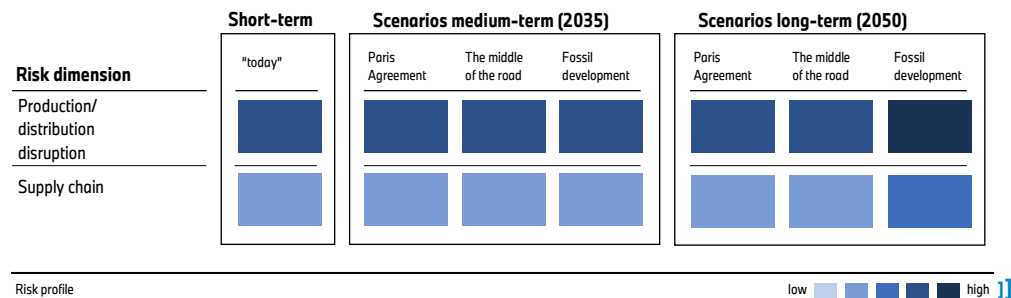 Short-term
Scenarios medium-term (2035)
Scenarios long-term (2050)
Risk dimension
"today"
Paris
Agreement
The middle
of the road
Fossil
development
Paris
Agreement
The middle
of the road
Fossil
development
Production/
distribution
disruption
Supply chain
Risk profile
low
high